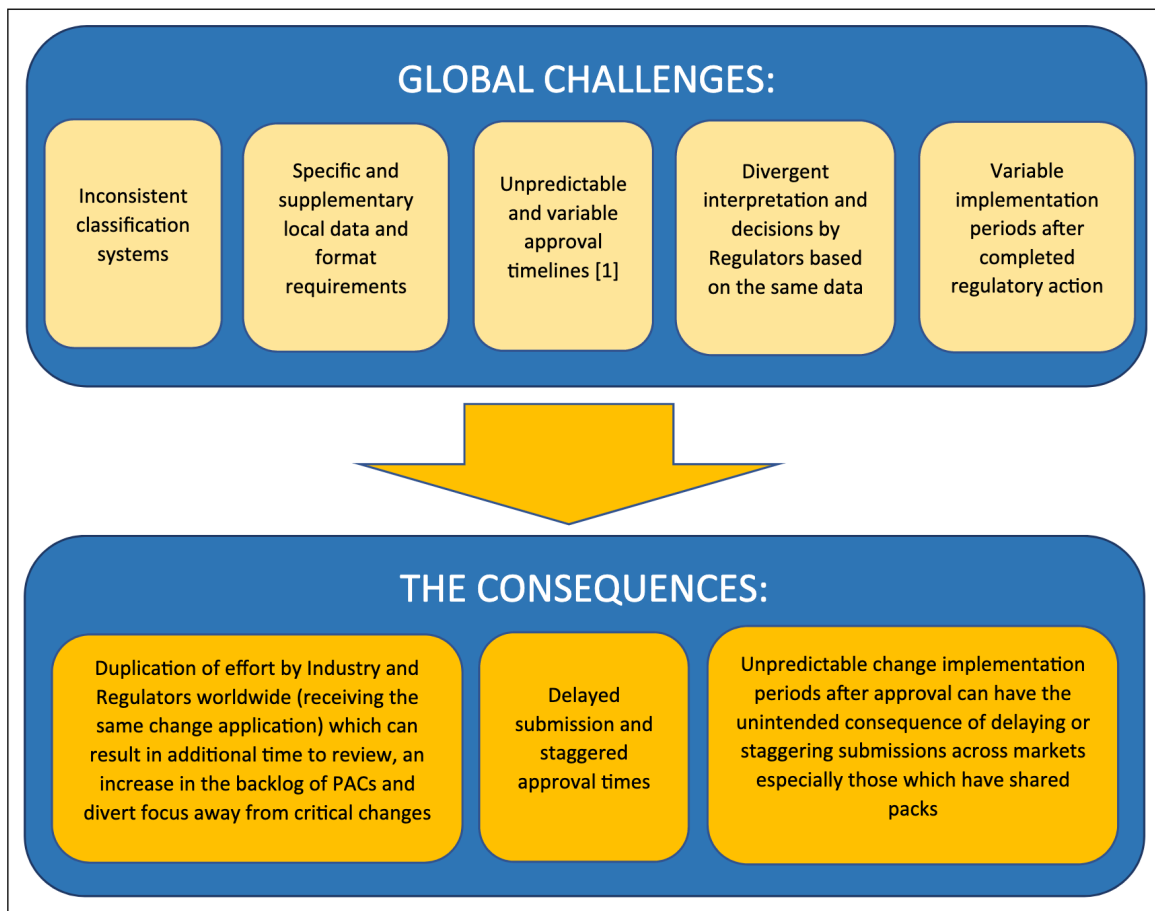 GLOBAL CHALLENGES:
Inconsistent
classification
systems
Specific and
supplementary
local data and
format
requirements
Unpredictable
and variable
approval
timelines [1]
Divergent
interpretation and
decisions by
Regulators based
on the same data
Variable
implementation
periods after
completed
regulatory action
THE CONSEQUENCES:
Duplication of effort by Industry and
Regulators worldwide (receiving the
same change application) which can
result in additional time to review, an
increase in the backlog of PACs and
divert focus away from critical changes
Delayed
submission and
staggered
approval times
Unpredictable change implementation
periods after approval can have the
unintended consequence of delaying or
staggering submissions across markets
especially those which have shared
packs